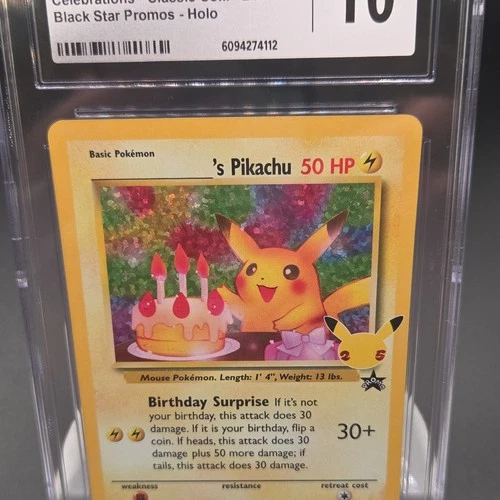 Black Star Promos - Holo
10
6094274112
Basic Pokémon
's Pikachu 50 HP
25
Mouse Pokémon. Length: 1' 4", Weight: 13 lbs.
Birthday Surprise If it's not
your birthday, this attack does 30
damage. If it is your birthday, flip a
coin. If heads, this attack does 30
damage plus 50 more damage; if
tails, this attack does 30 damage.
30+
PROMO
weakness resistance retreat cost